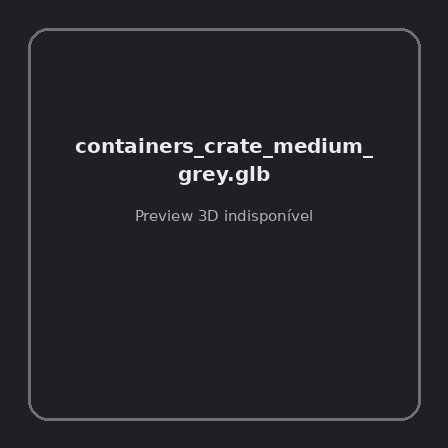 containers_crate_medium_
grey.glb
Preview 3D indisponível